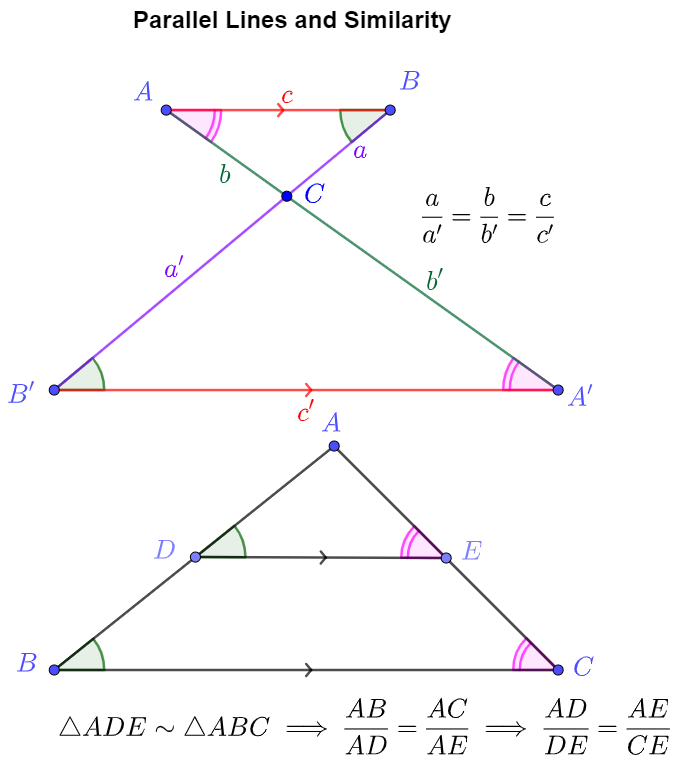 Parallel Lines and Similarity
A
B
c
a
b
C
a/a′ = b/b′ = c/c′
a′
b′
B′
A′
c′
A
D
E
B
C
△ADE ∼ △ABC ⟹ AB/AD = AC/AE ⟹ AD/DE = AE/CE